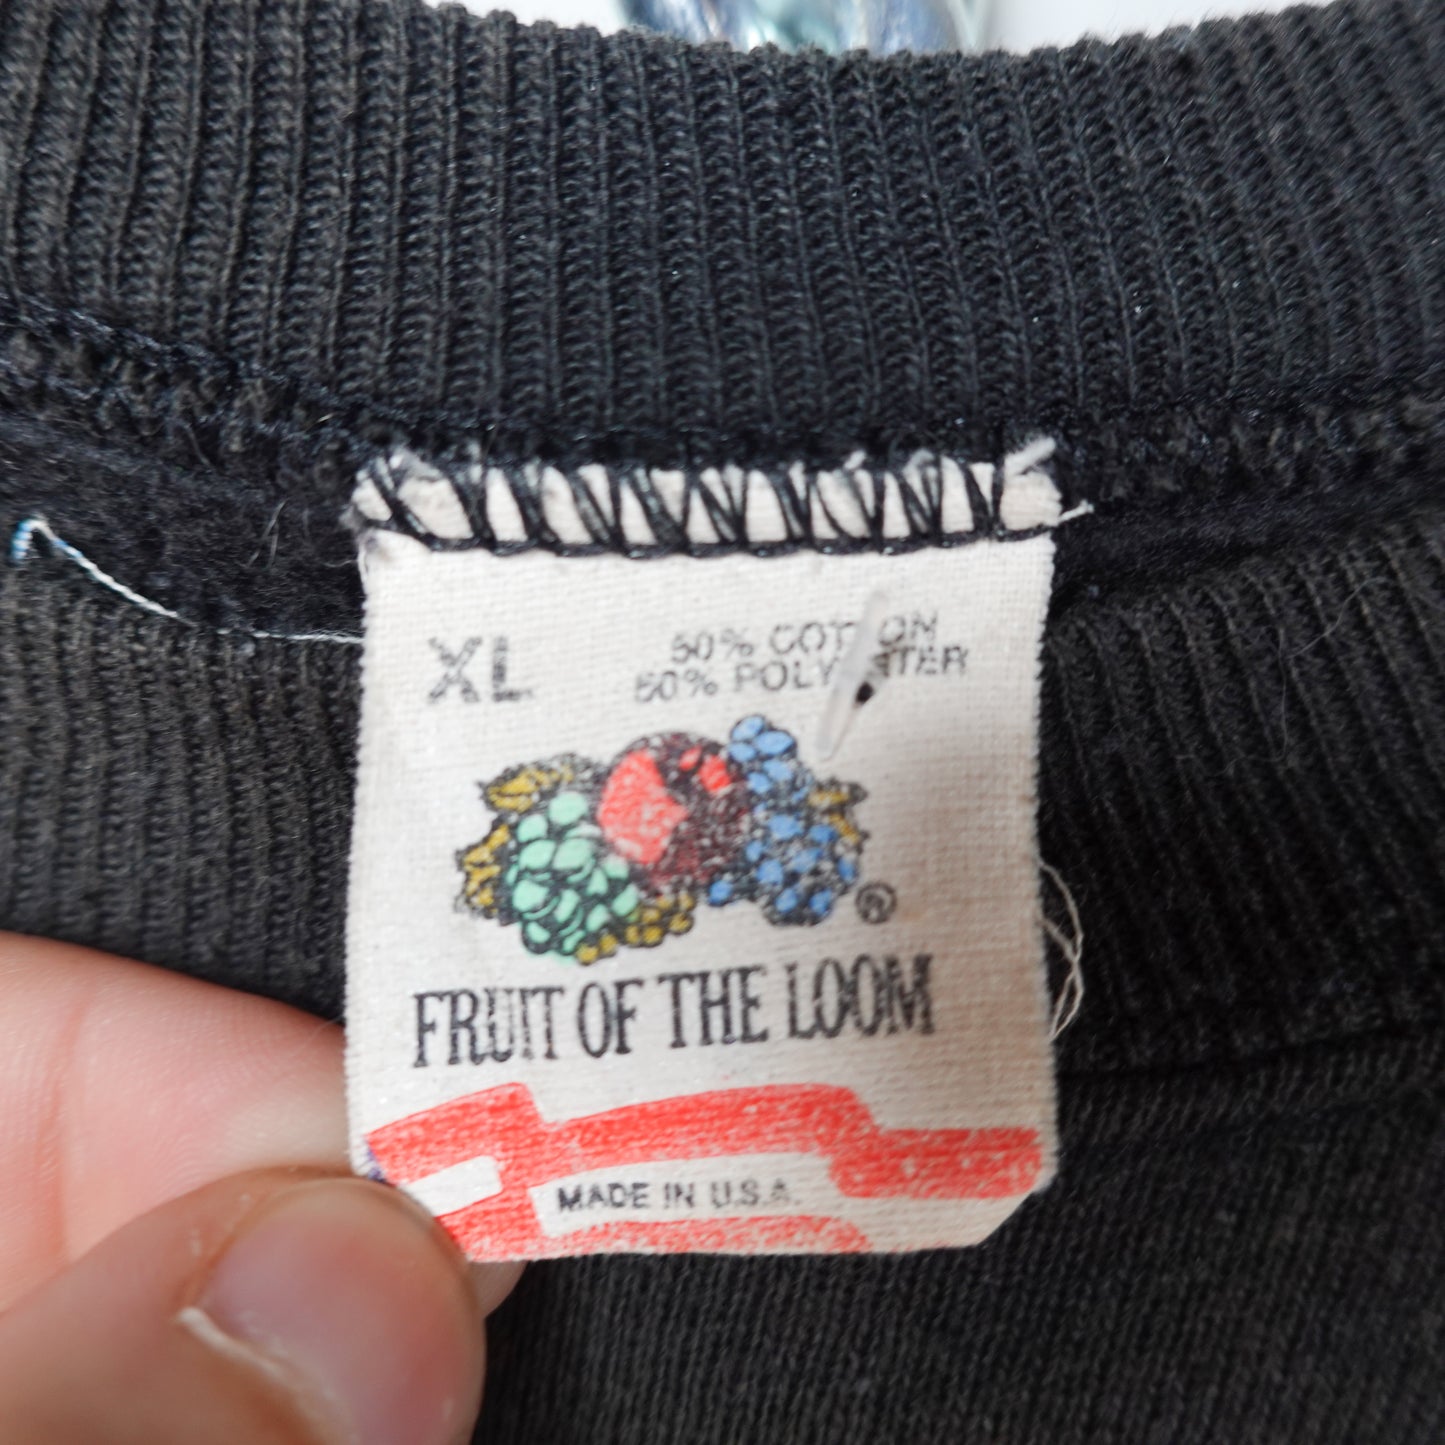 XL
50% COTTON
50% POLYESTER
®
FRUIT OF THE LOOM
MADE IN U.S.A.